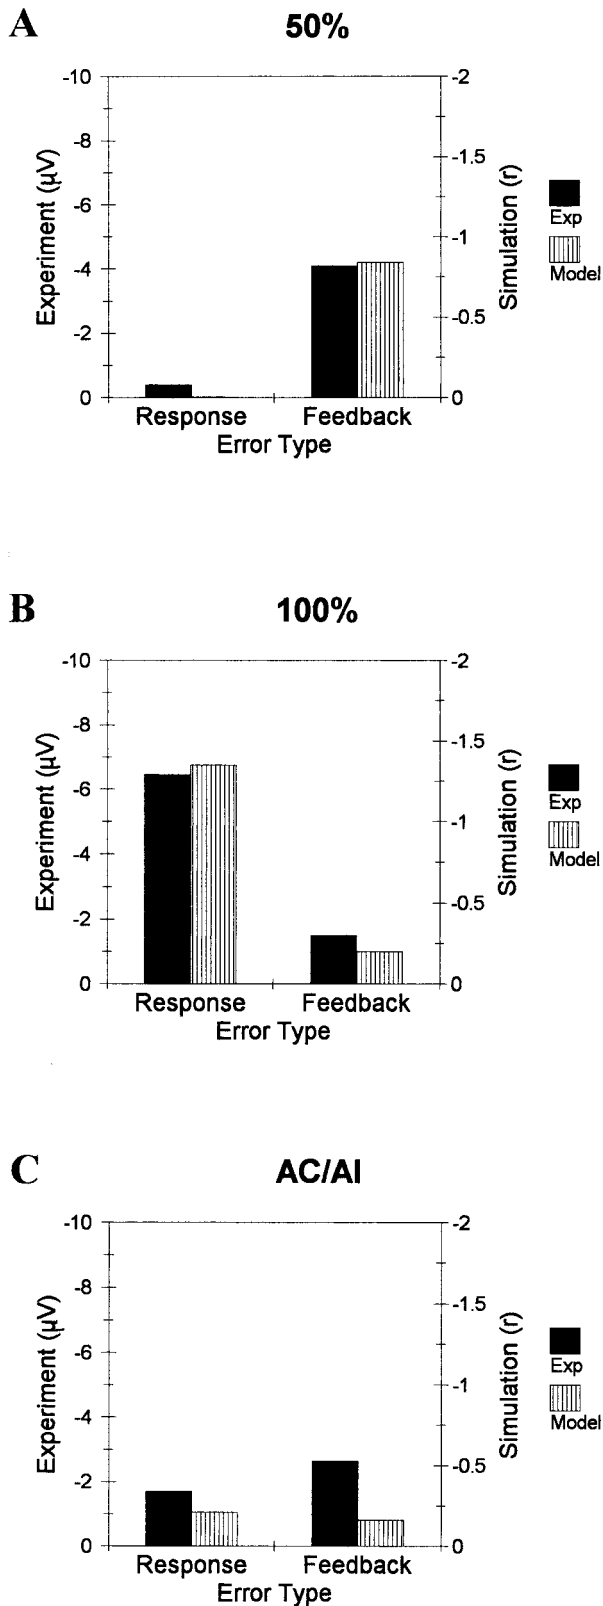 A
50%
-10
-8
-6
-4
-2
0
Experiment (µV)
-2
-1.5
-1
-0.5
0
Simulation (r)
Exp
Model
Response
Feedback
Error Type
B
100%
-10
-8
-6
-4
-2
0
Experiment (µV)
-2
-1.5
-1
-0.5
0
Simulation (r)
Exp
Model
Response
Feedback
Error Type
C
AC/AI
-10
-8
-6
-4
-2
0
Experiment (µV)
-2
-1.5
-1
-0.5
0
Simulation (r)
Exp
Model
Response
Feedback
Error Type